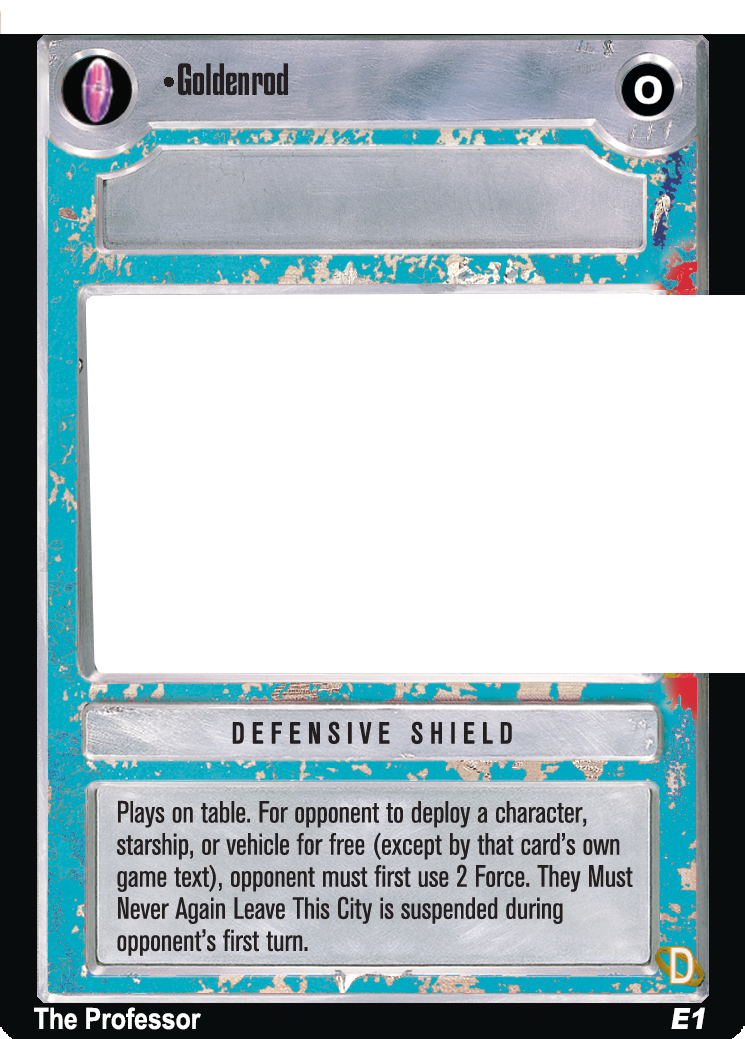 •Goldenrod
O
DEFENSIVE SHIELD
Plays on table. For opponent to deploy a character,
starship, or vehicle for free (except by that card's own
game text), opponent must first use 2 Force. They Must
Never Again Leave This City is suspended during
opponent's first turn.
D
The Professor
E1